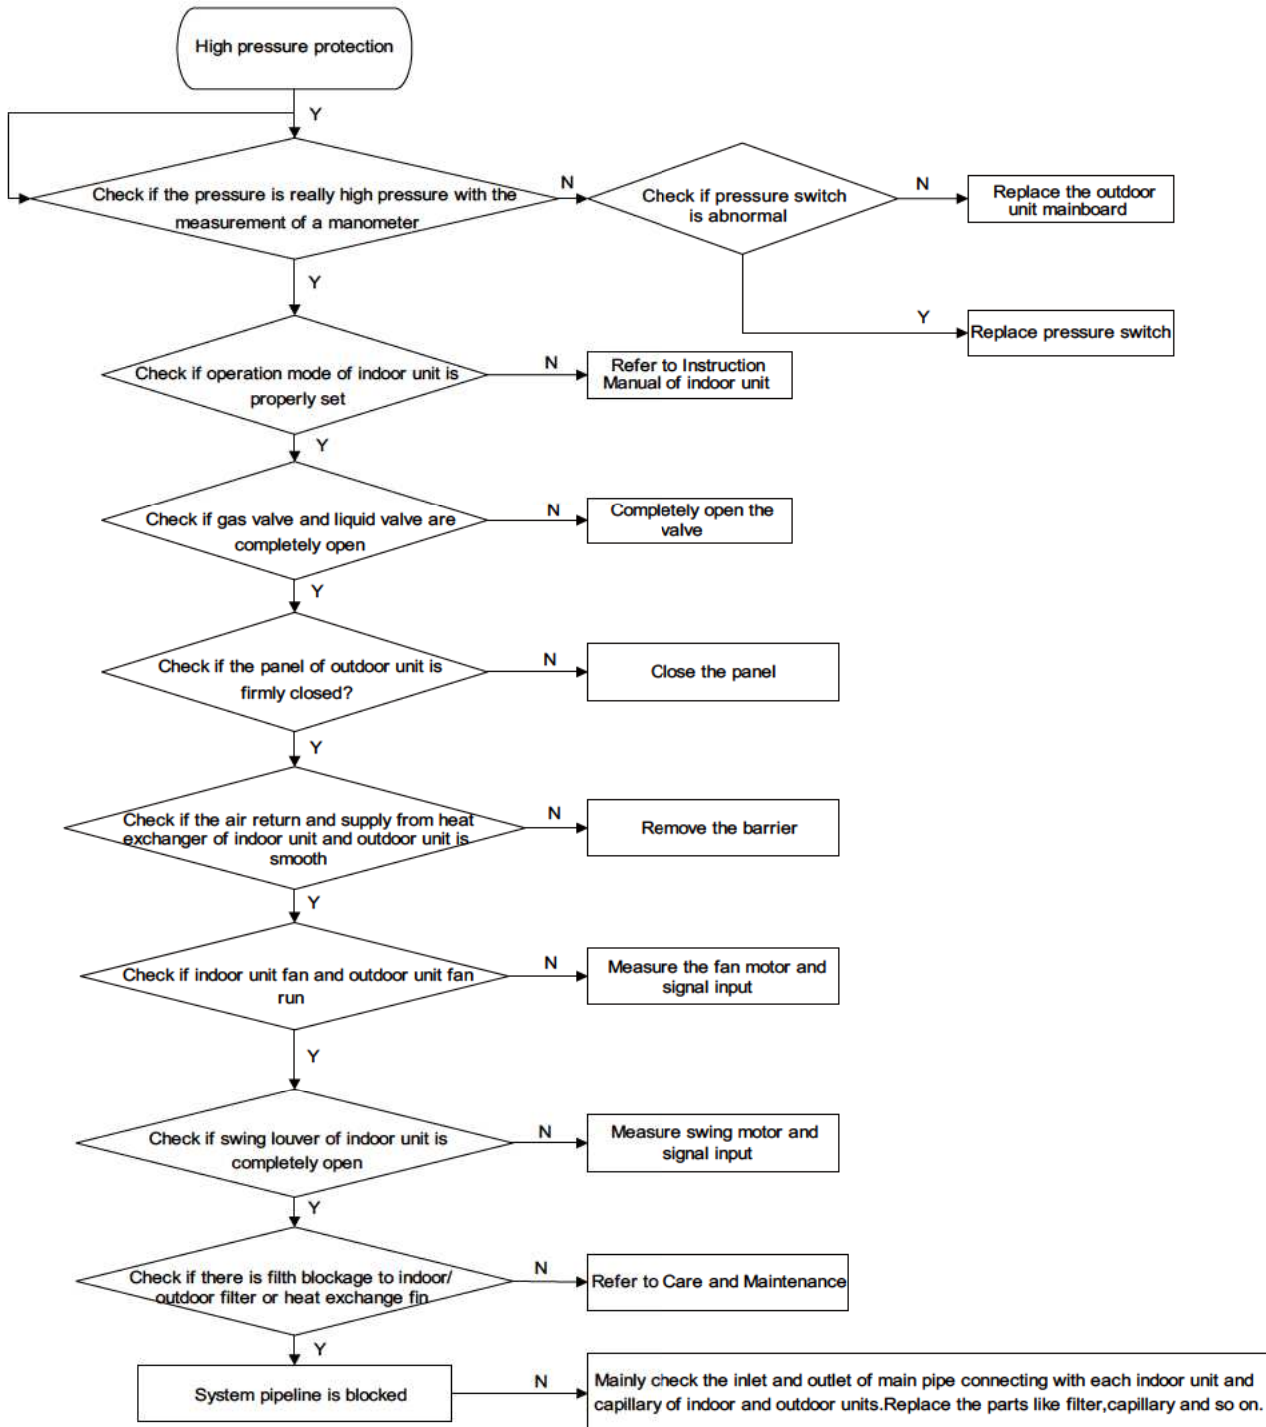 High pressure protection
Y
Check if the pressure is really high pressure with the
measurement of a manometer
N
Check if pressure switch
is abnormal
N
Replace the outdoor
unit mainboard
Y
Replace pressure switch
Y
Check if operation mode of indoor unit is
properly set
N
Refer to Instruction
Manual of indoor unit
Y
Check if gas valve and liquid valve are
completely open
N
Completely open the
valve
Y
Check if the panel of outdoor unit is
firmly closed?
N
Close the panel
Y
Check if the air return and supply from heat
exchanger of indoor unit and outdoor unit is
smooth
N
Remove the barrier
Y
Check if indoor unit fan and outdoor unit fan
run
N
Measure the fan motor and
signal input
Y
Check if swing louver of indoor unit is
completely open
N
Measure swing motor and
signal input
Y
Check if there is filth blockage to indoor/
outdoor filter or heat exchange fin
N
Refer to Care and Maintenance
Y
System pipeline is blocked
N
Mainly check the inlet and outlet of main pipe connecting with each indoor unit and
capillary of indoor and outdoor units.Replace the parts like filter,capillary and so on.